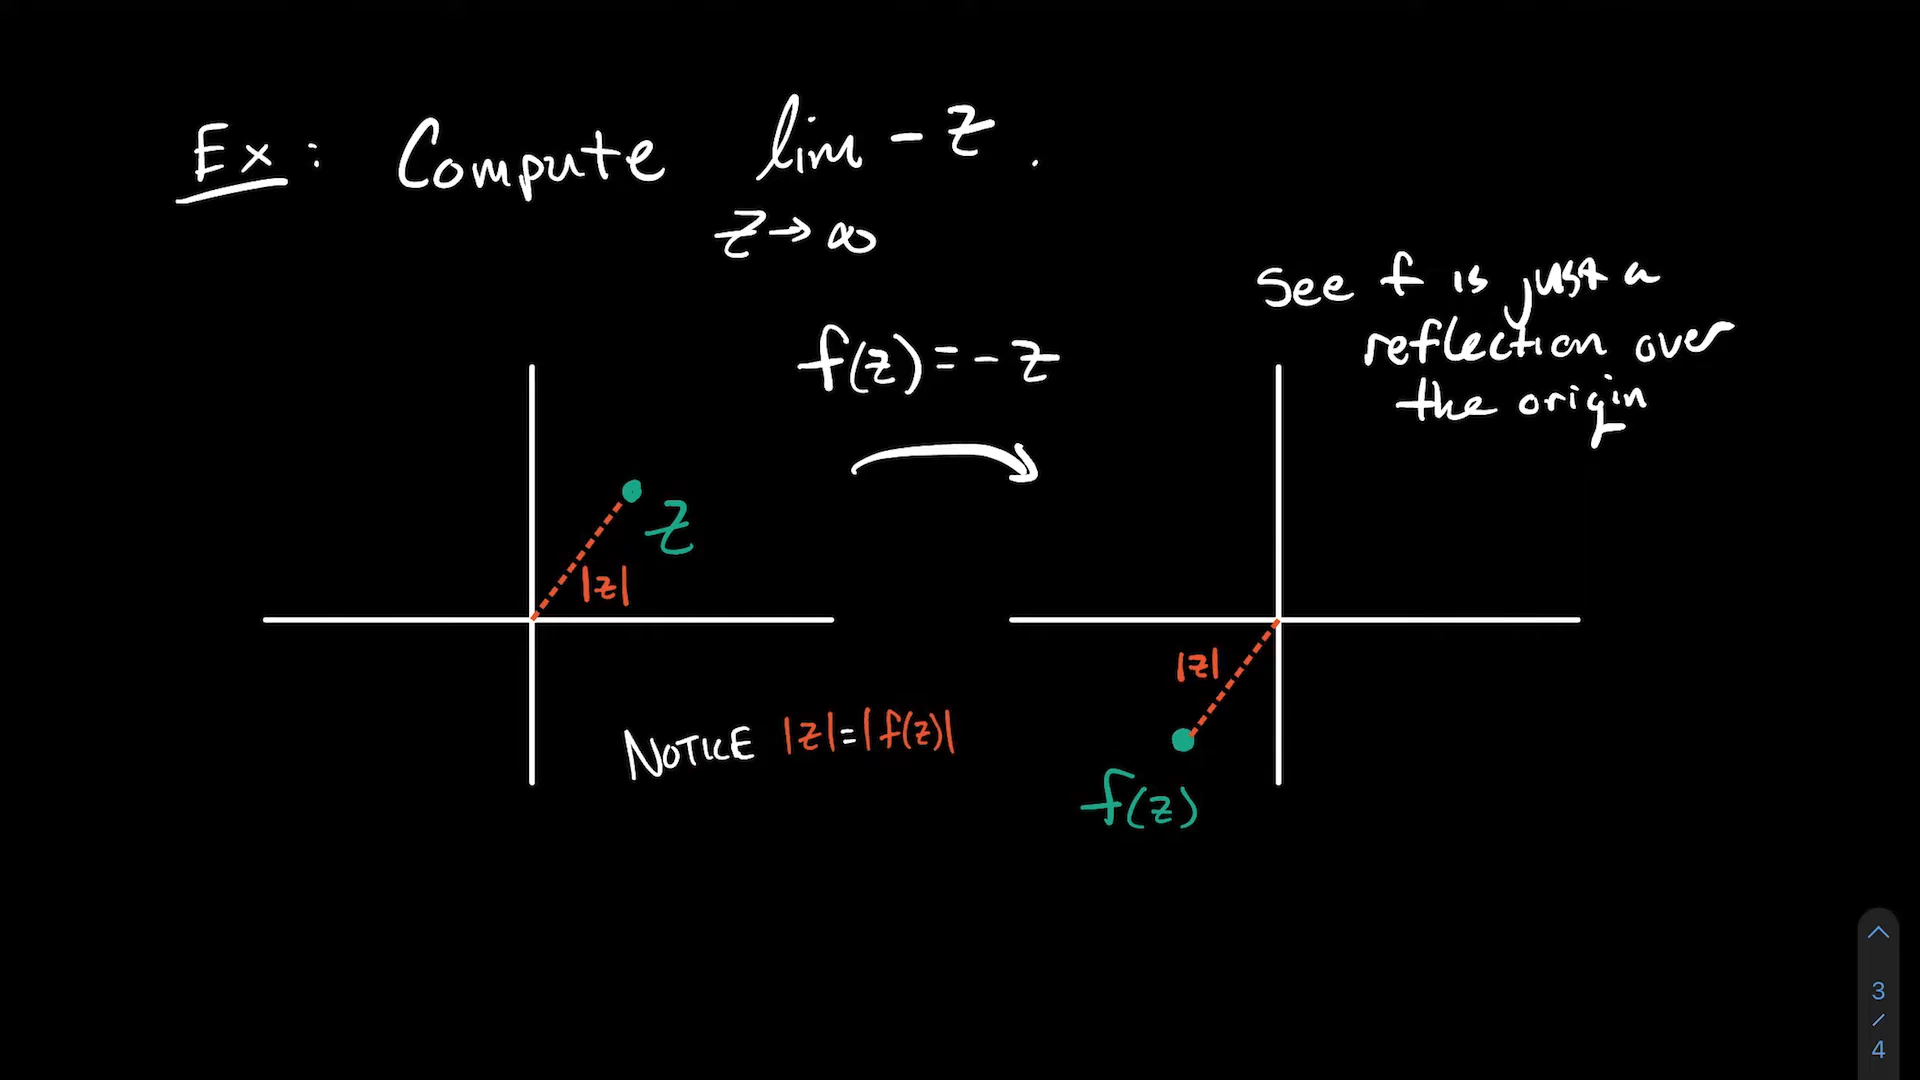 Ex: Compute lim - z .
z → ∞
See f is just a
reflection over
the origin
f(z) = - z
z
|z|
|z|
NOTICE |z| = |f(z)|
f(z)
3
/
4